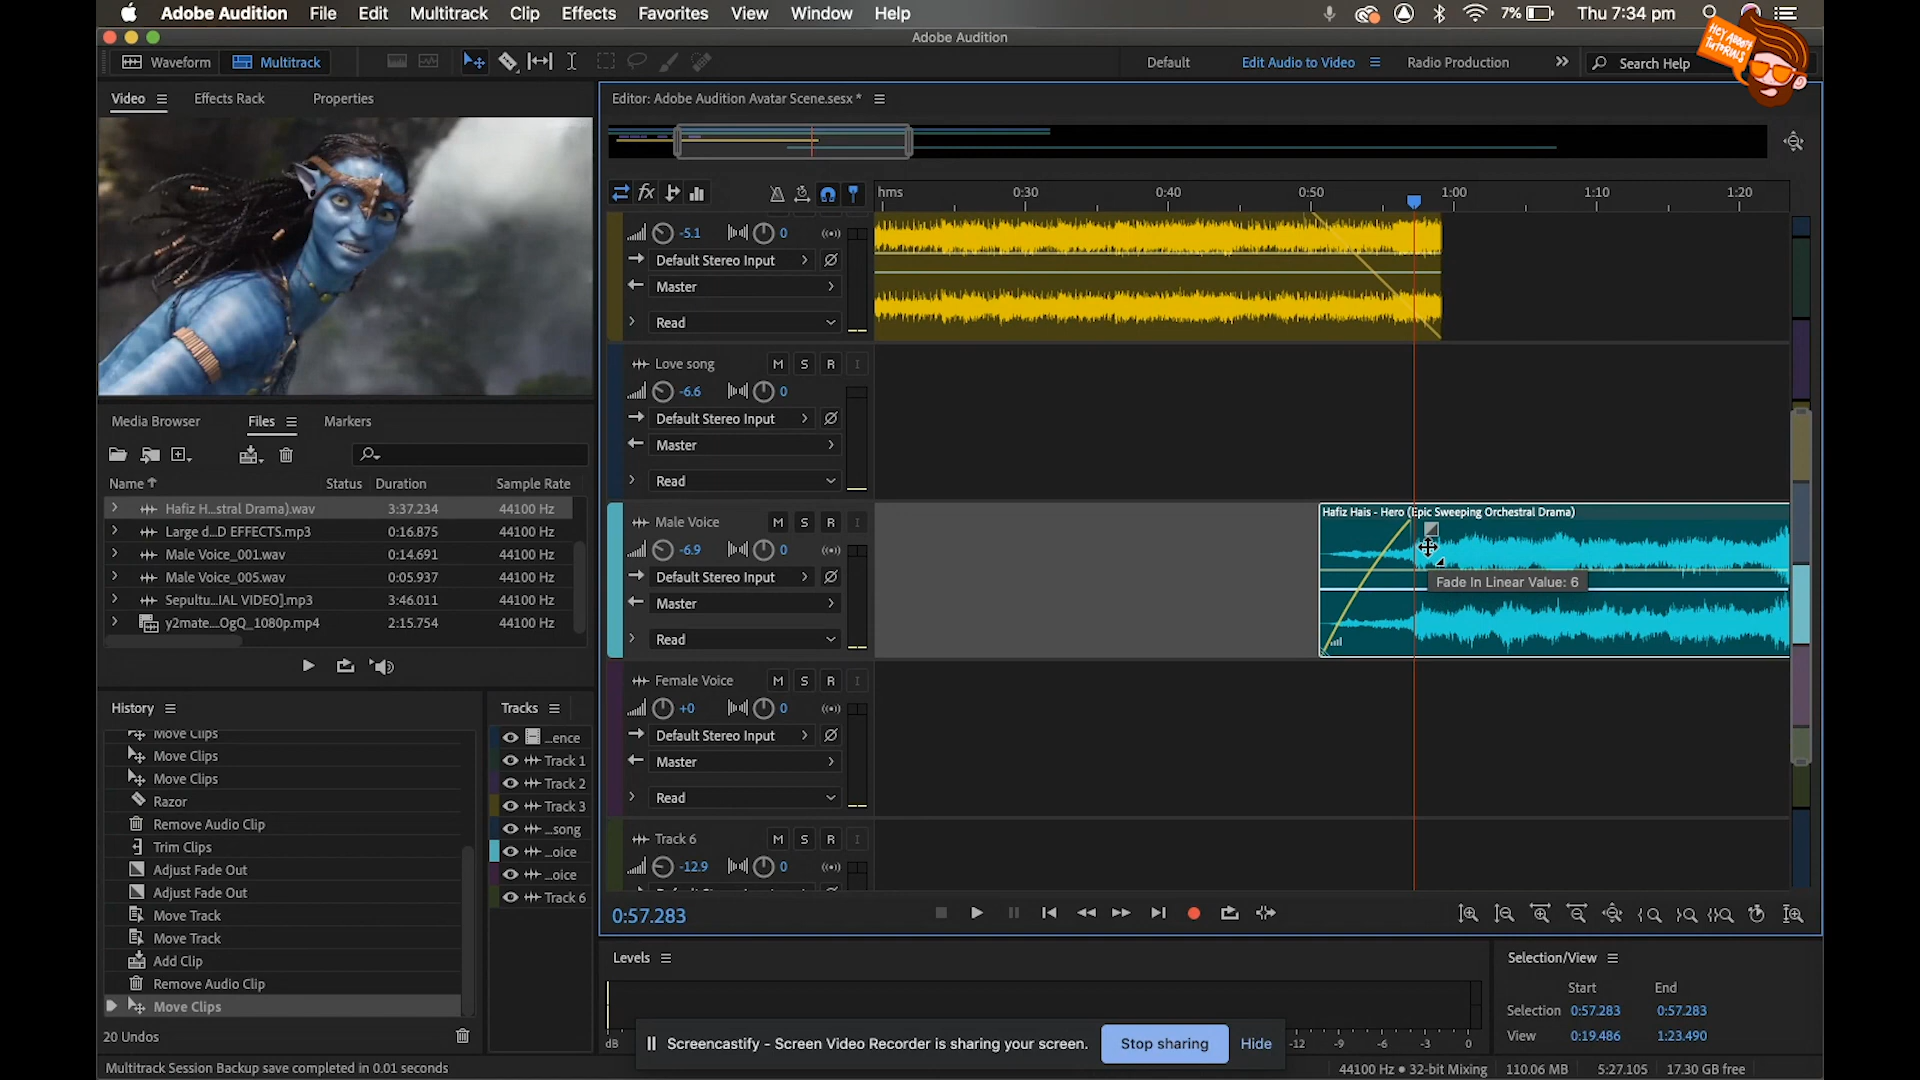 Adobe Audition File Edit Multitrack Clip Effects Favorites View Window Help 7% Thu 7:34 pm
Adobe Audition
HEY AUDIO TUTORIALS
Waveform Multitrack Default Edit Audio to Video Radio Production Search Help
Video Effects Rack Properties
Editor: Adobe Audition Avatar Scene.sesx *
fx hms 0:30 0:40 0:50 1:00 1:10 1:20
-5.1 0
Default Stereo Input
Master
Read
Love song M S R I
-6.6 0
Default Stereo Input
Master
Read
Male Voice M S R I
-6.9 0
Default Stereo Input
Master
Read
Hafiz Hais - Hero (Epic Sweeping Orchestral Drama)
Fade In Linear Value: 6
Female Voice M S R I
+0 0
Default Stereo Input
Master
Read
Track 6 M S R I
-12.9 0
Media Browser Files Markers
Name Status Duration Sample Rate
Hafiz H...stral Drama).wav 3:37.234 44100 Hz
Large d...D EFFECTS.mp3 0:16.875 44100 Hz
Male Voice_001.wav 0:14.691 44100 Hz
Male Voice_005.wav 0:05.937 44100 Hz
Sepultu...IAL VIDEO].mp3 3:46.011 44100 Hz
y2mate....OgQ_1080p.mp4 2:15.754 44100 Hz
History
Move Clips
Move Clips
Move Clips
Razor
Remove Audio Clip
Trim Clips
Adjust Fade Out
Adjust Fade Out
Move Track
Move Track
Add Clip
Remove Audio Clip
Move Clips
20 Undos
Tracks
...ence
Track 1
Track 2
Track 3
...song
...oice
...oice
Track 6
0:57.283
Levels
dB -12 -9 -6 -3 0
Screencastify - Screen Video Recorder is sharing your screen. Stop sharing Hide
Selection/View
Start End
Selection 0:57.283 0:57.283
View 0:19.486 1:23.490
Multitrack Session Backup save completed in 0.01 seconds
44100 Hz • 32-bit Mixing 110.06 MB 5:27.105 17.30 GB free